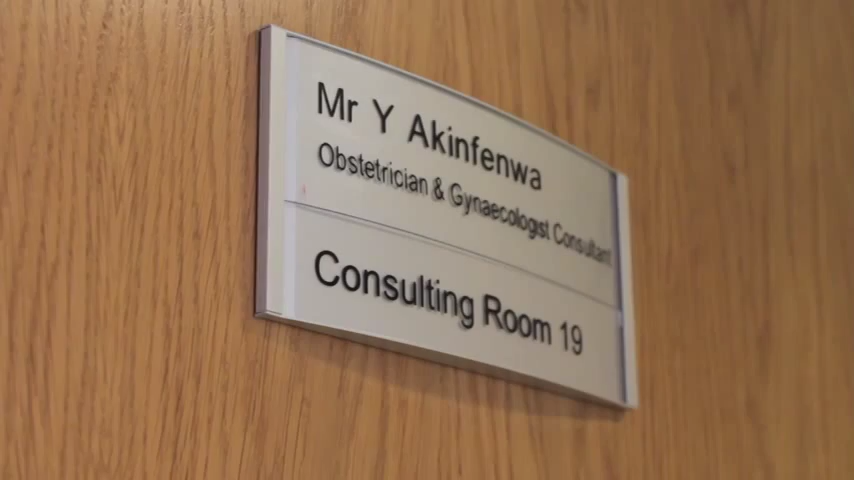 Mr Y Akinfenwa
Obstetrician & Gynaecologist Consultant
Consulting Room 19